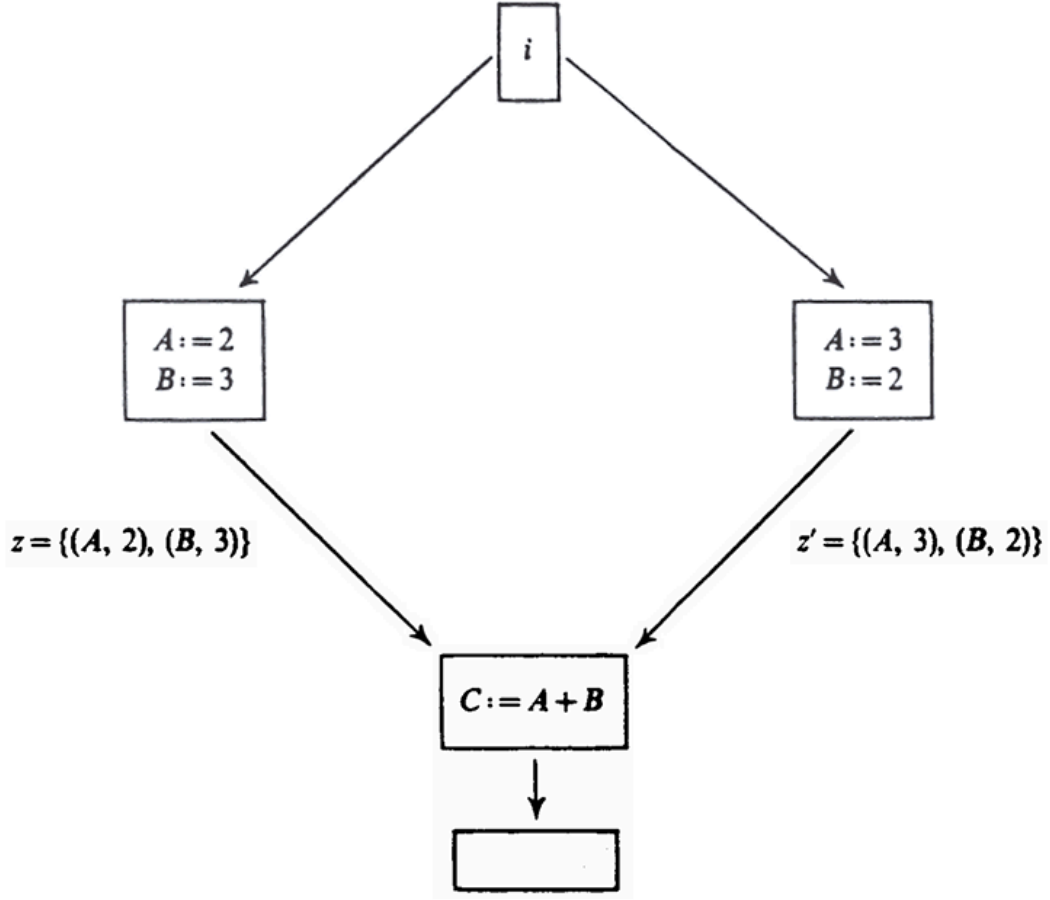 i
A:=2
B:=3
A:=3
B:=2
z={(A, 2), (B, 3)}
z'={(A, 3), (B, 2)}
C:=A+B